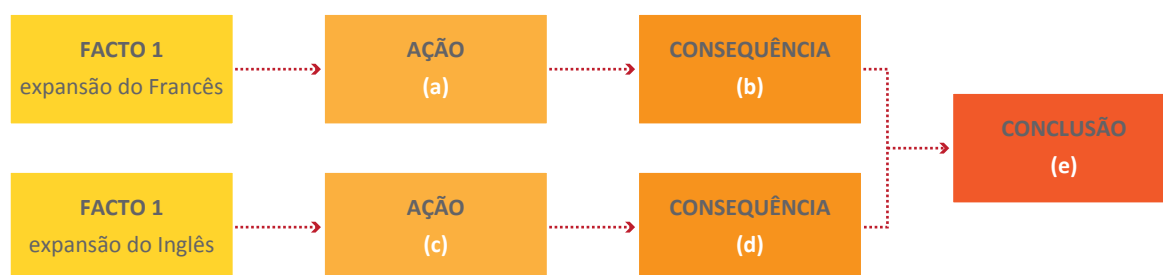 FACTO 1
expansão do Francês
AÇÃO
(a)
CONSEQUÊNCIA
(b)
CONCLUSÃO
(e)
FACTO 1
expansão do Inglês
AÇÃO
(c)
CONSEQUÊNCIA
(d)